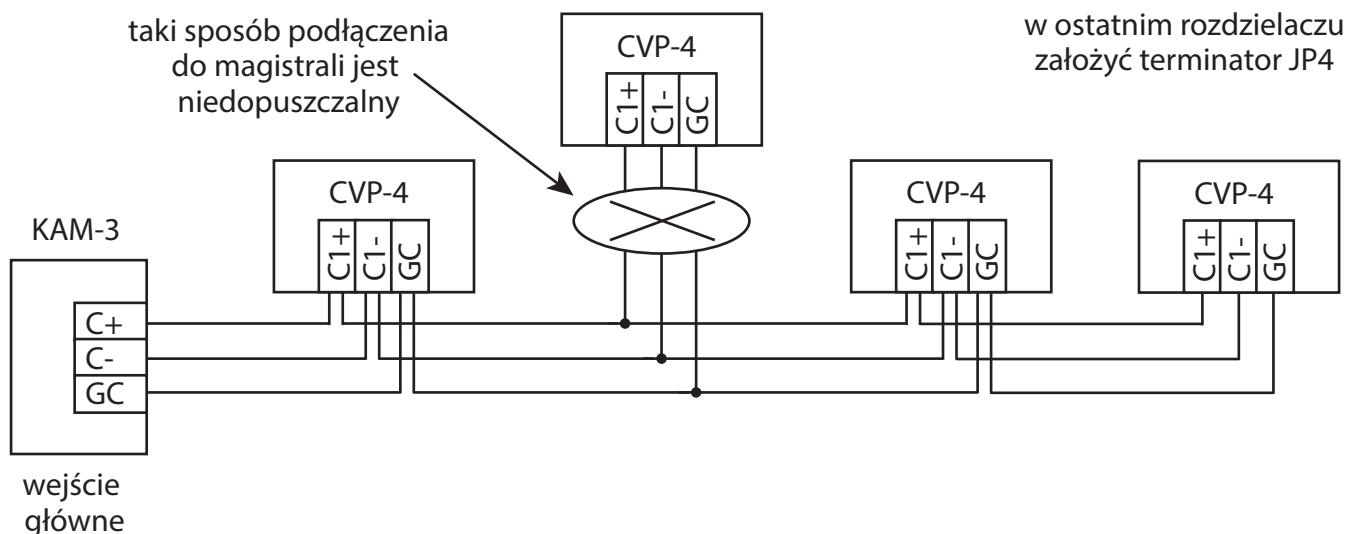 taki sposób podłączenia
do magistrali jest
niedopuszczalny
CVP-4
C1+
C1-
GC
w ostatnim rozdzielaczu
założyć terminator JP4
CVP-4
C1+
C1-
GC
CVP-4
C1+
C1-
GC
CVP-4
C1+
C1-
GC
KAM-3
C+
C-
GC
wejście
główne